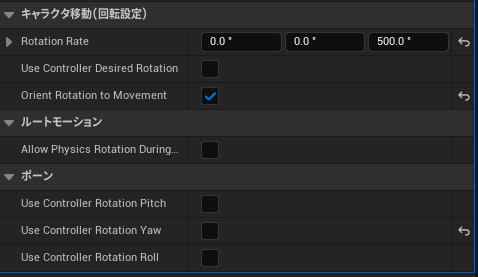 キャラクタ移動(回転設定)
Rotation Rate 0.0 ° 0.0 ° 500.0 °
Use Controller Desired Rotation
Orient Rotation to Movement
ルートモーション
Allow Physics Rotation During...
ポーン
Use Controller Rotation Pitch
Use Controller Rotation Yaw
Use Controller Rotation Roll